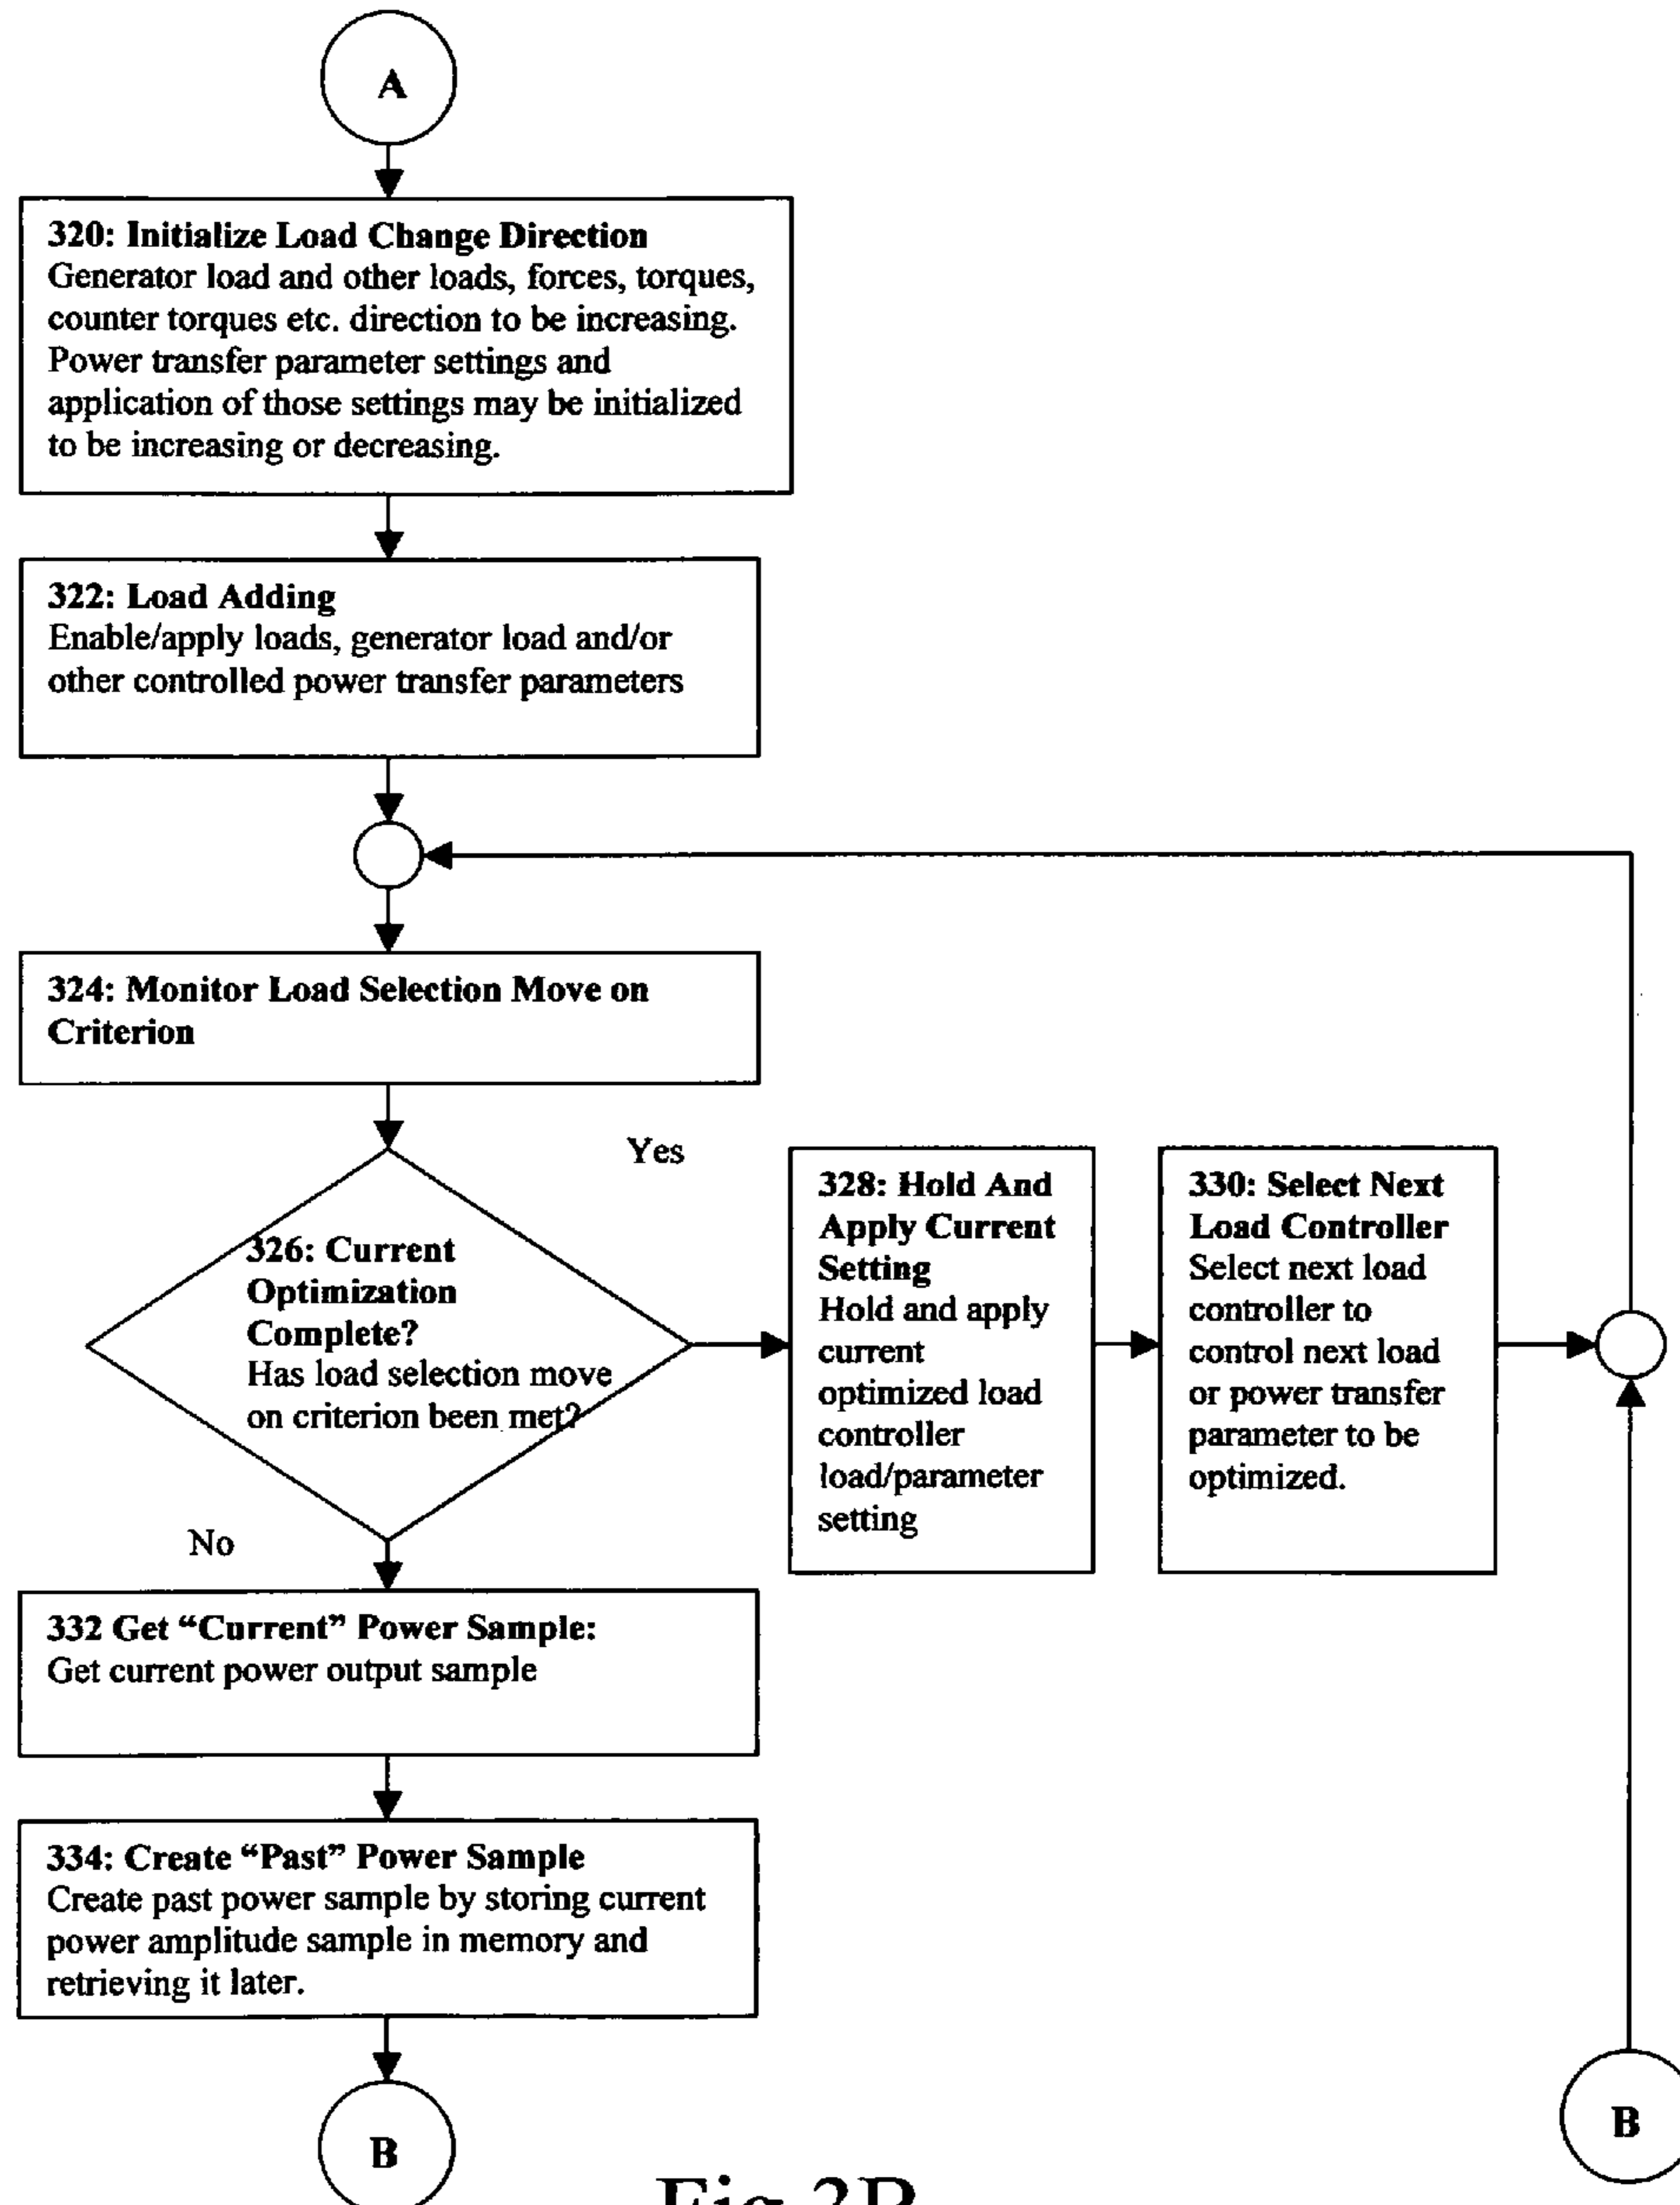 A
320: Initialize Load Change Direction
Generator load and other loads, forces, torques,
counter torques etc. direction to be increasing.
Power transfer parameter settings and
application of those settings may be initialized
to be increasing or decreasing.
322: Load Adding
Enable/apply loads, generator load and/or
other controlled power transfer parameters
324: Monitor Load Selection Move on
Criterion
Yes
326: Current
Optimization
Complete?
Has load selection move
on criterion been met?
328: Hold And
Apply Current
Setting
Hold and apply
current
optimized load
controller
load/parameter
setting
330: Select Next
Load Controller
Select next load
controller to
control next load
or power transfer
parameter to be
optimized.
No
332 Get “Current” Power Sample:
Get current power output sample
334: Create “Past” Power Sample
Create past power sample by storing current
power amplitude sample in memory and
retrieving it later.
B
B